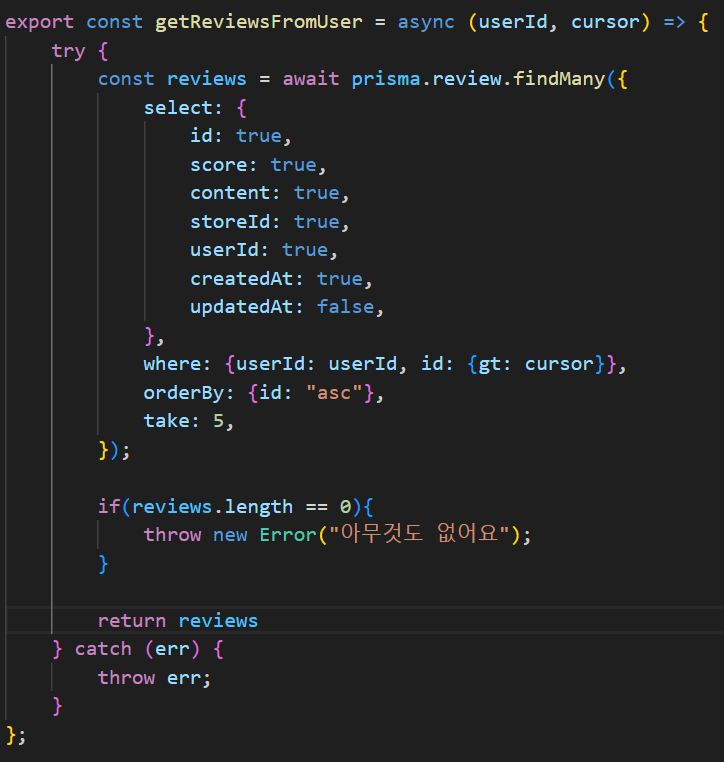 export const getReviewsFromUser = async (userId, cursor) => {
    try {
        const reviews = await prisma.review.findMany({
            select: {
                id: true,
                score: true,
                content: true,
                storeId: true,
                userId: true,
                createdAt: true,
                updatedAt: false,
            },
            where: {userId: userId, id: {gt: cursor}},
            orderBy: {id: "asc"},
            take: 5,
        });

        if(reviews.length == 0){
            throw new Error("아무것도 없어요");
        }

        return reviews
    } catch (err) {
        throw err;
    }
};